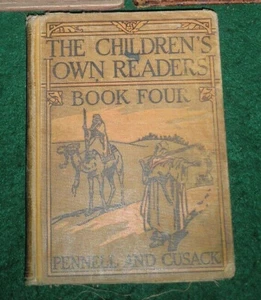 THE CHILDREN'S
OWN READERS
BOOK FOUR
PENNELL AND CUSACK